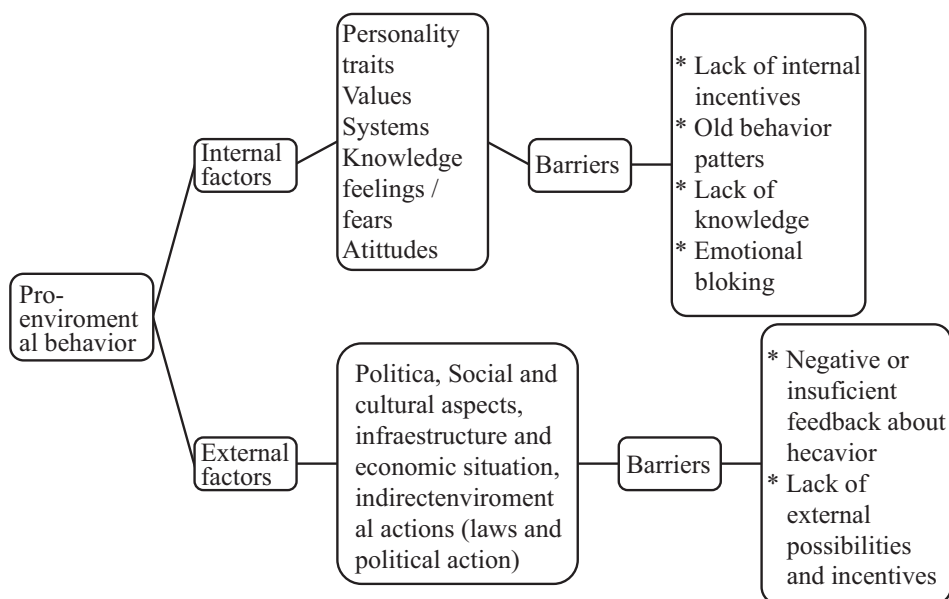 Pro-
enviroment
al behavior
Internal
factors
Personality
traits
Values
Systems
Knowledge
feelings /
fears
Atittudes
Barriers
* Lack of internal
incentives
* Old behavior
patters
* Lack of
knowledge
* Emotional
bloking
External
factors
Politica, Social and
cultural aspects,
infraestructure and
economic situation,
indirectenviroment
al actions (laws and
political action)
Barriers
* Negative or
insuficient
feedback about
hecavior
* Lack of
external
possibilities
and incentives